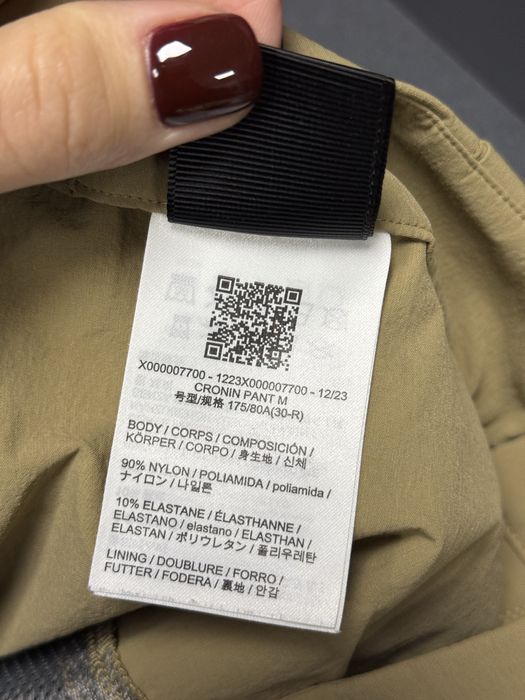 X000007700 - 1223X000007700 - 12/23
CRONIN PANT M
号型/规格 175/80A(30-R)
BODY / CORPS / COMPOSICIÓN /
KÖRPER / CORPO / 身生地 / 신체
90% NYLON / POLIAMIDA / poliamida /
ナイロン / 나일론
10% ELASTANE / ÉLASTHANNE /
ELASTANO / elastano / ELASTHAN /
ELASTAN / ポリウレタン / 폴리우레탄
LINING / DOUBLURE / FORRO /
FUTTER / FODERA / 裏地 / 안감